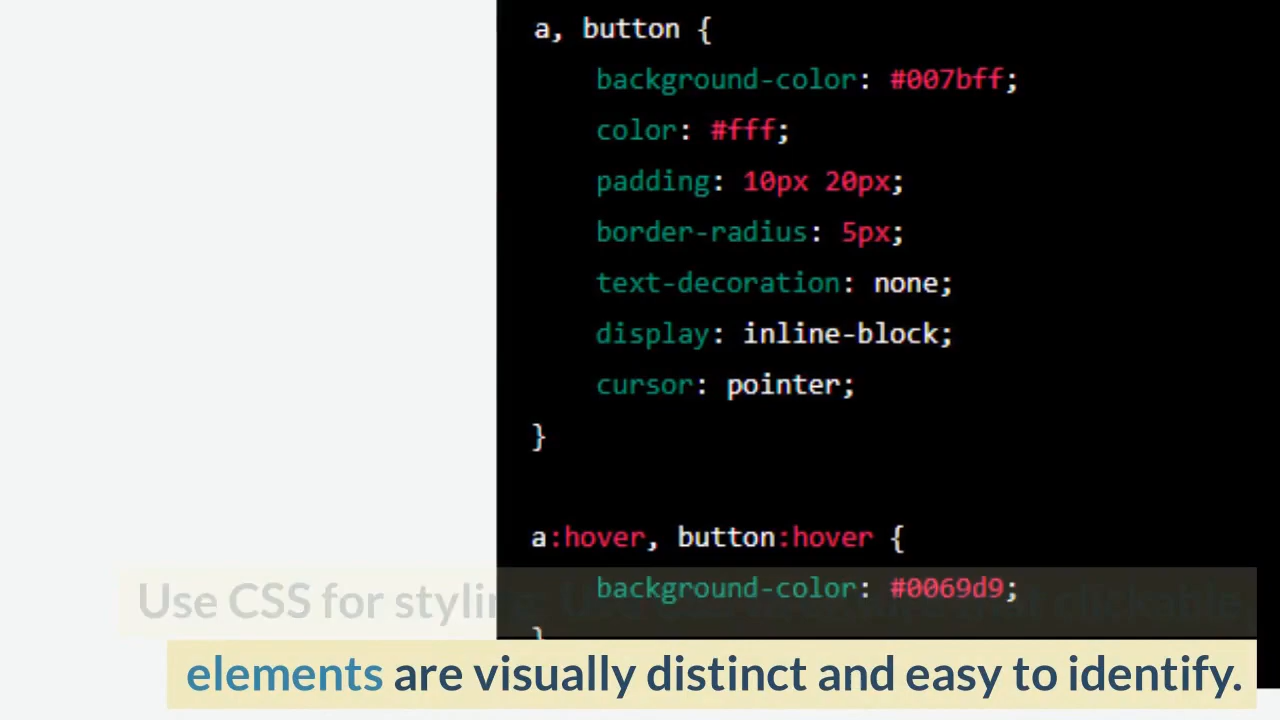 a, button {
background-color: #007bff;
color: #fff;
padding: 10px 20px;
border-radius: 5px;
text-decoration: none;
display: inline-block;
cursor: pointer;
}
a:hover, button:hover {
background-color: #0069d9;
}
Use CSS for styling: clickable
elements are visually distinct and easy to identify.